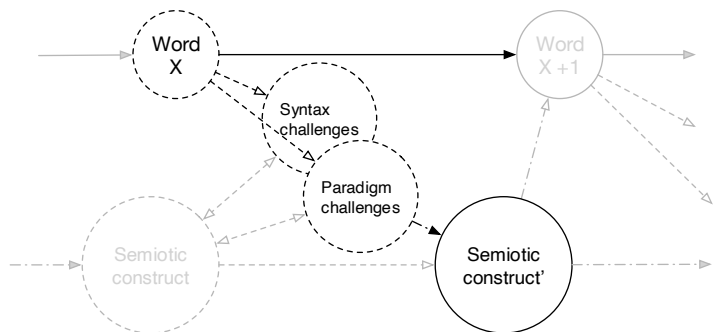 Word
X
Word
X +1
Syntax
challenges
Paradigm
challenges
Semiotic
construct
Semiotic
construct’